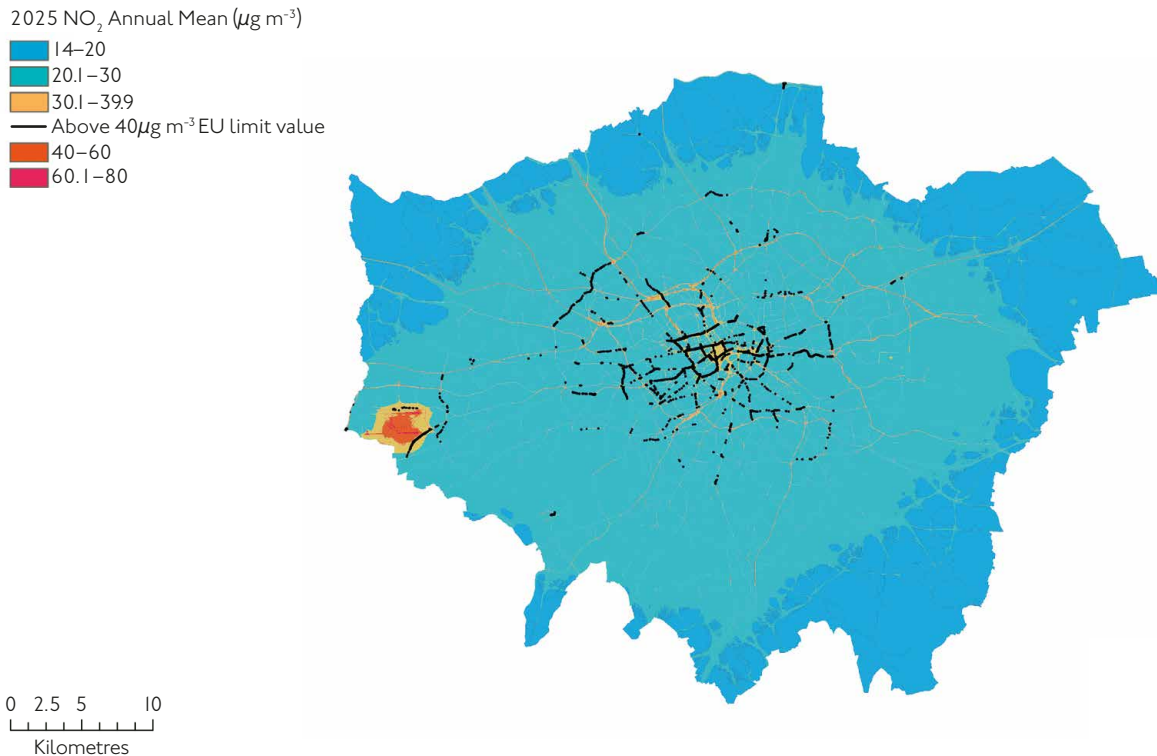 2025 NO₂ Annual Mean (µg m⁻³)
14–20
20.1–30
30.1–39.9
Above 40µg m⁻³ EU limit value
40–60
60.1–80
0 2.5 5 10
Kilometres